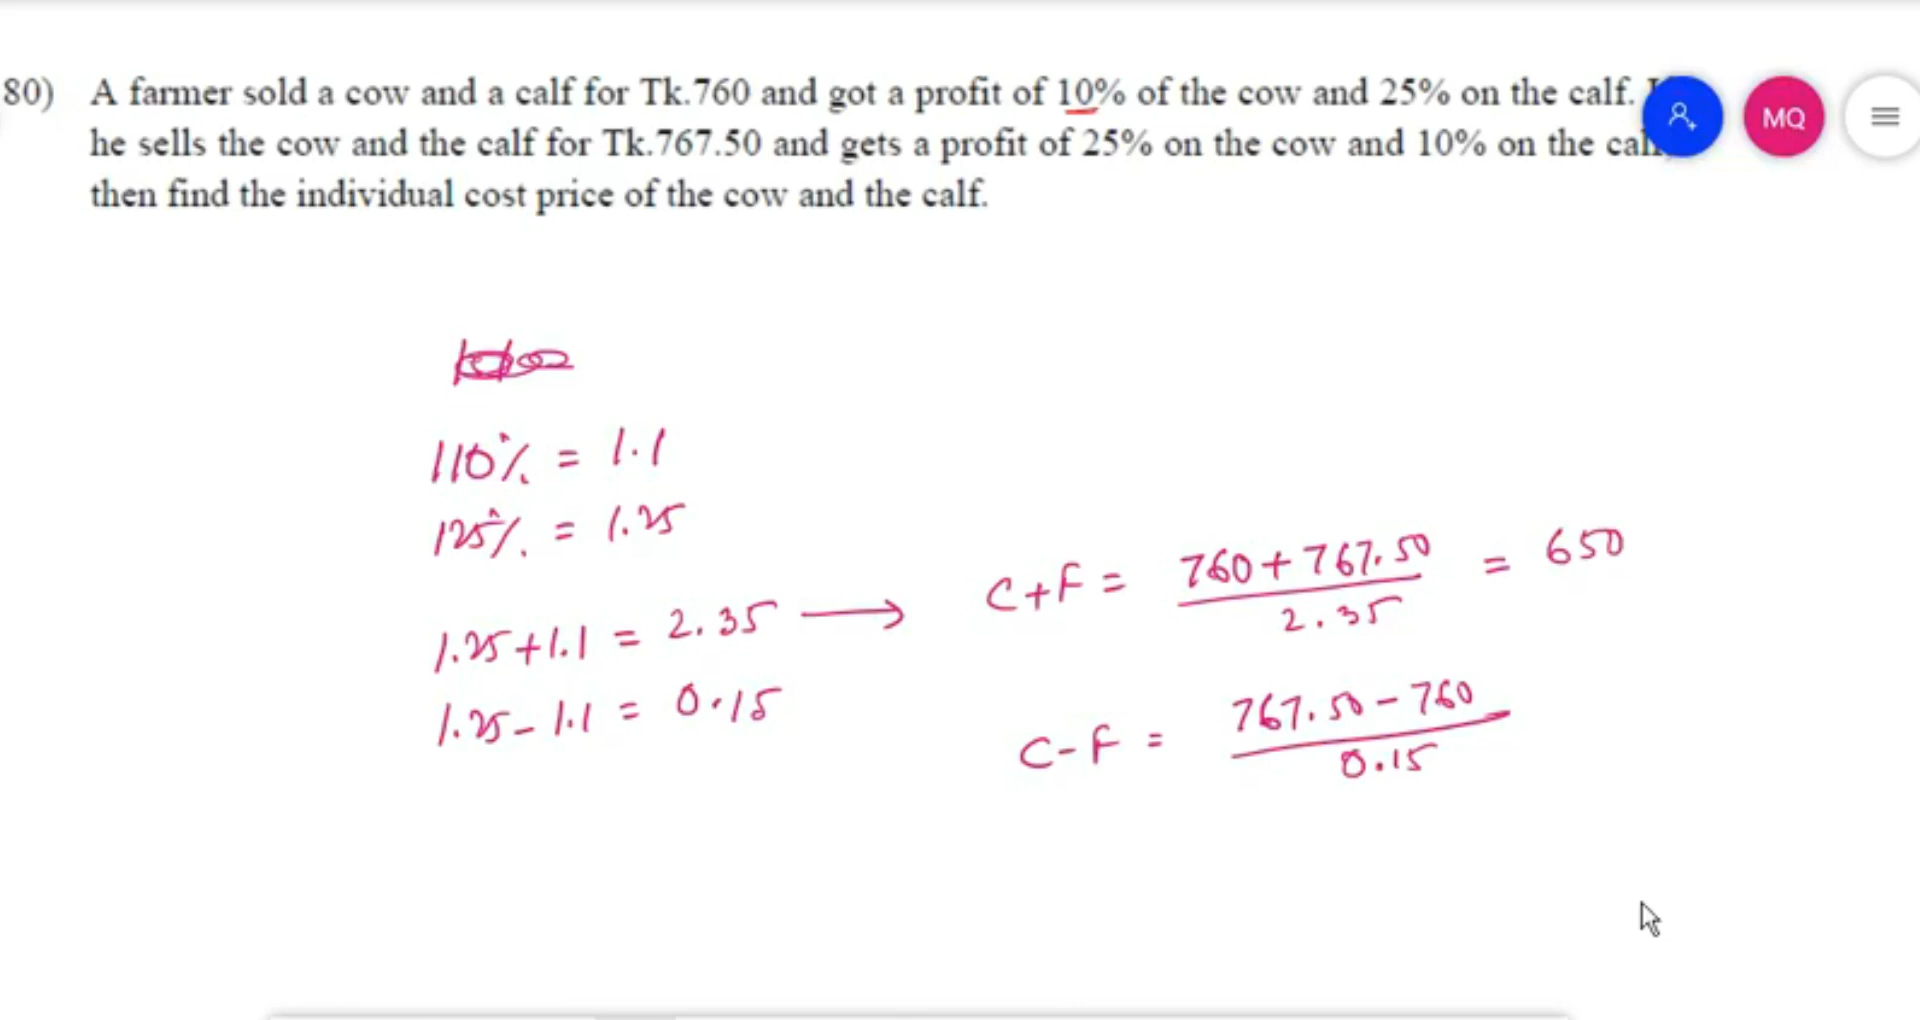 80) A farmer sold a cow and a calf for Tk.760 and got a profit of 10% of the cow and 25% on the calf.
he sells the cow and the calf for Tk.767.50 and gets a profit of 25% on the cow and 10% on the
then find the individual cost price of the cow and the calf.
MQ
110% = 1.1
125% = 1.25
1.25+1.1 = 2.35 → C+F = 760+767.50 / 2.35 = 650
1.25-1.1 = 0.15
C-F = 767.50-760 / 0.15